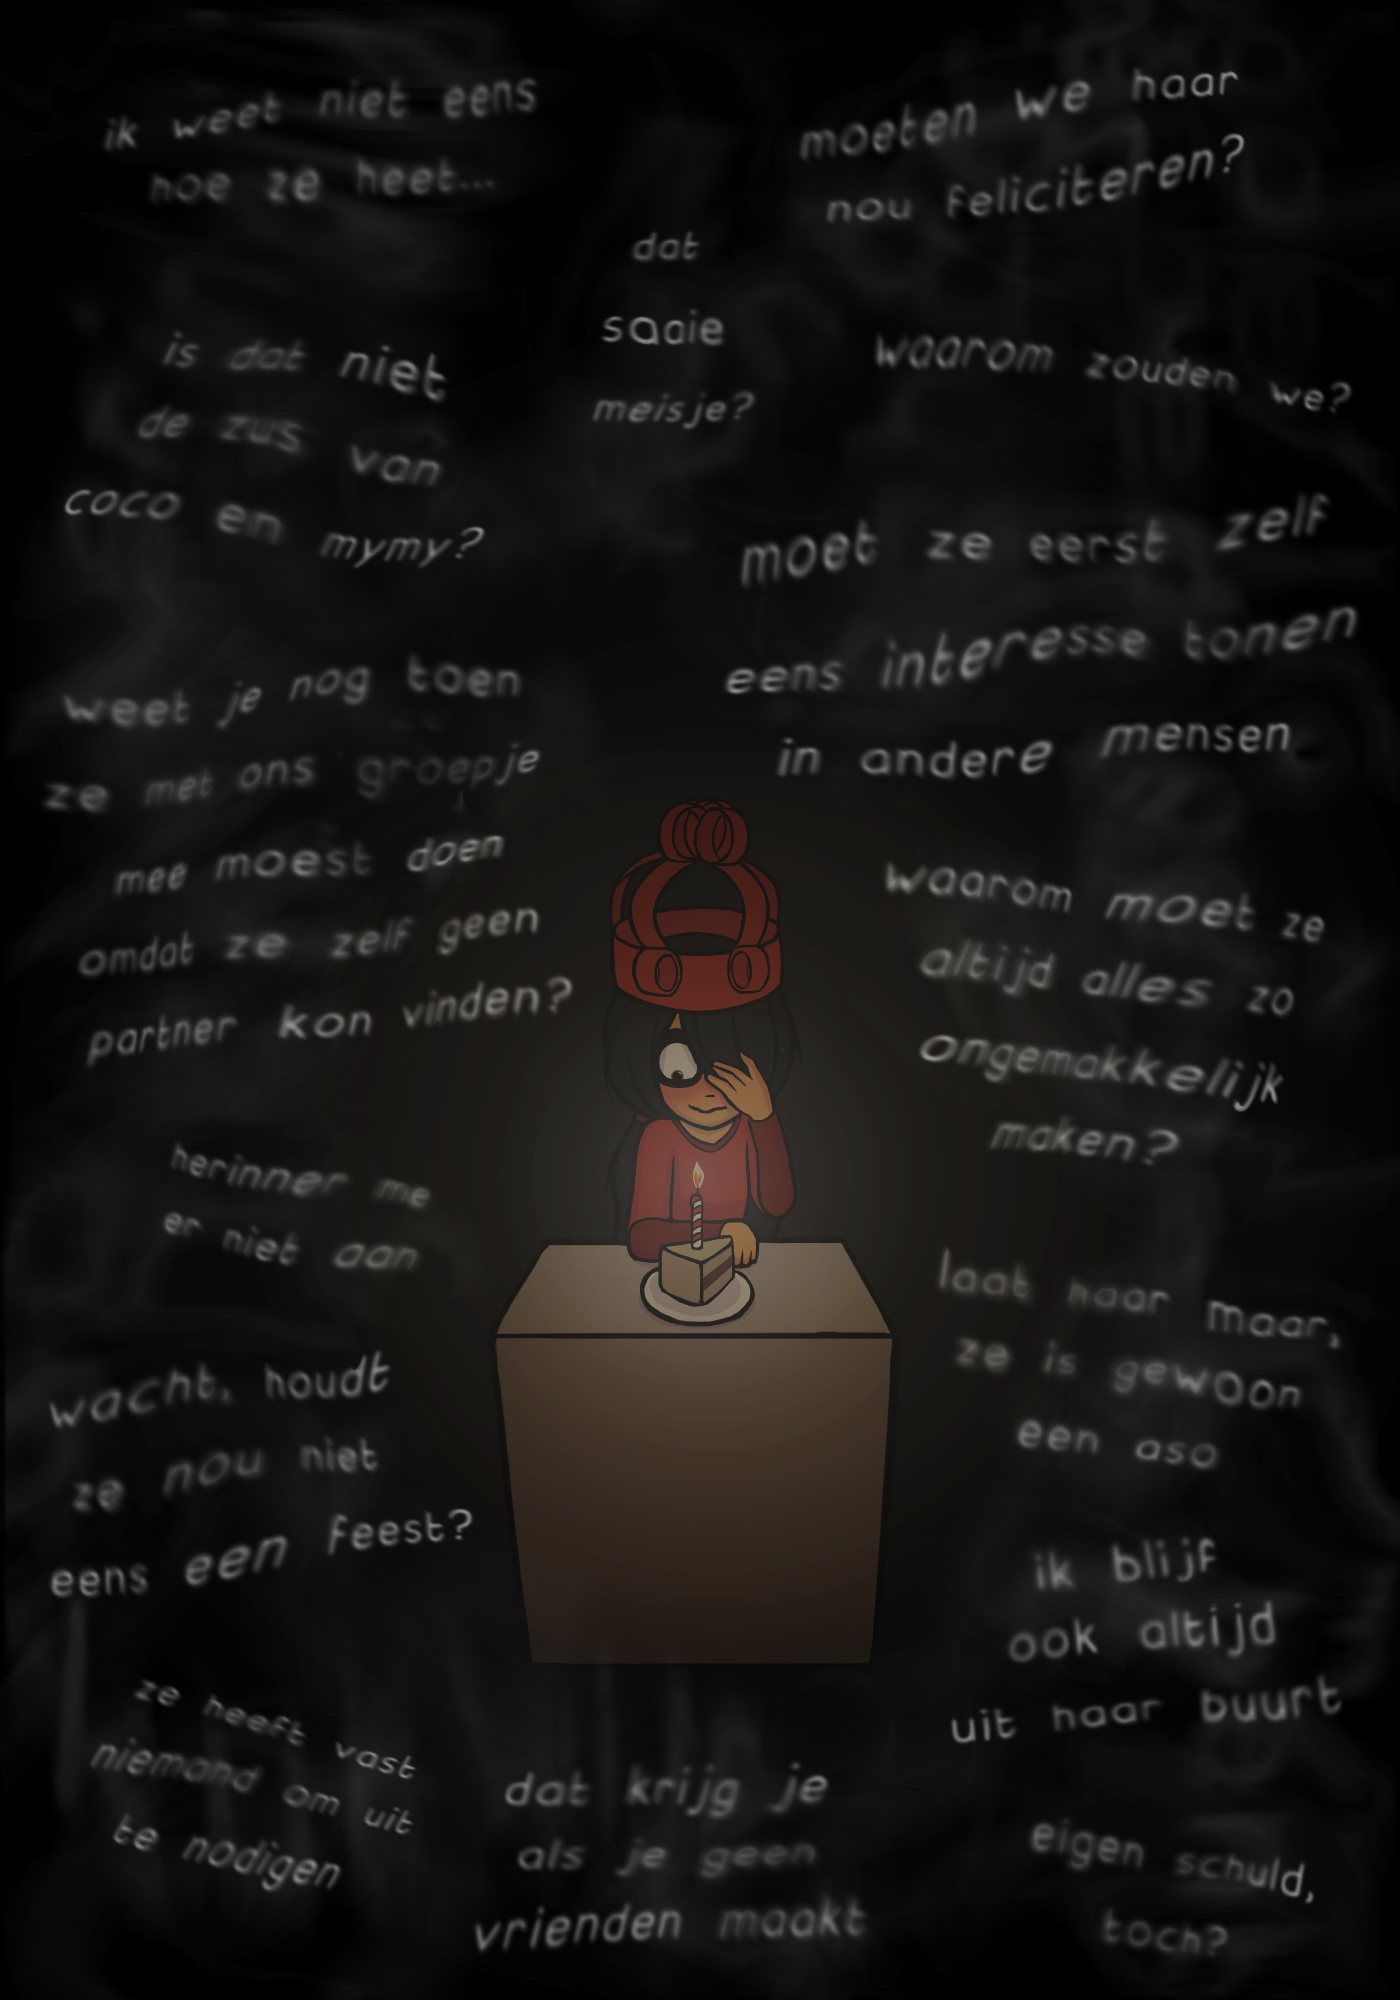 ik weet niet eens
hoe ze heet...
moeten we haar
nou feliciteren?
dat
saaie
meisje?
waarom zouden we?
is dat niet
de zus van
coco en mymy?
moet ze eerst zelf
eens interesse tonen
in andere mensen
weet je nog toen
ze met ons groepje
mee moest doen
omdat ze zelf geen
partner kon vinden?
waarom moet ze
altijd alles zo
ongemakkelijk
maken?
herinner me
er niet aan
laat haar maar,
ze is gewoon
een aso
wacht, houdt
ze nou niet
eens een feest?
ik blijf
ook altijd
uit haar buurt
ze heeft vast
niemand om uit
te nodigen
dat krijg je
als je geen
vrienden maakt
eigen schuld,
toch?